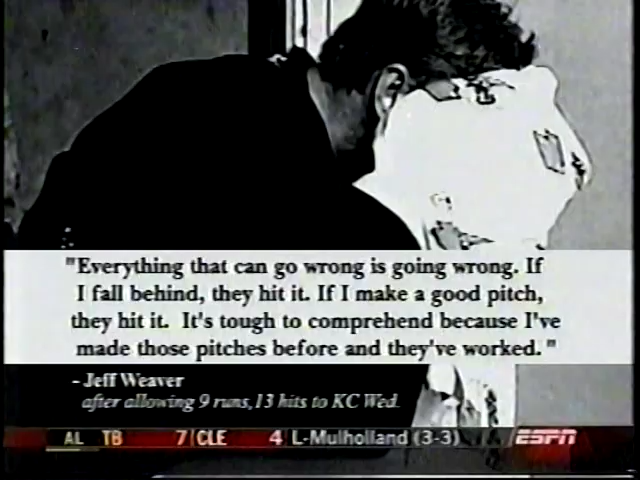 "Everything that can go wrong is going wrong. If
I fall behind, they hit it. If I make a good pitch,
they hit it. It's tough to comprehend because I've
made those pitches before and they've worked."
- Jeff Weaver
after allowing 9 runs, 13 hits to KC Wed.
AL TB 7 CLE 4 L-Mulholland (3-3) ESPN